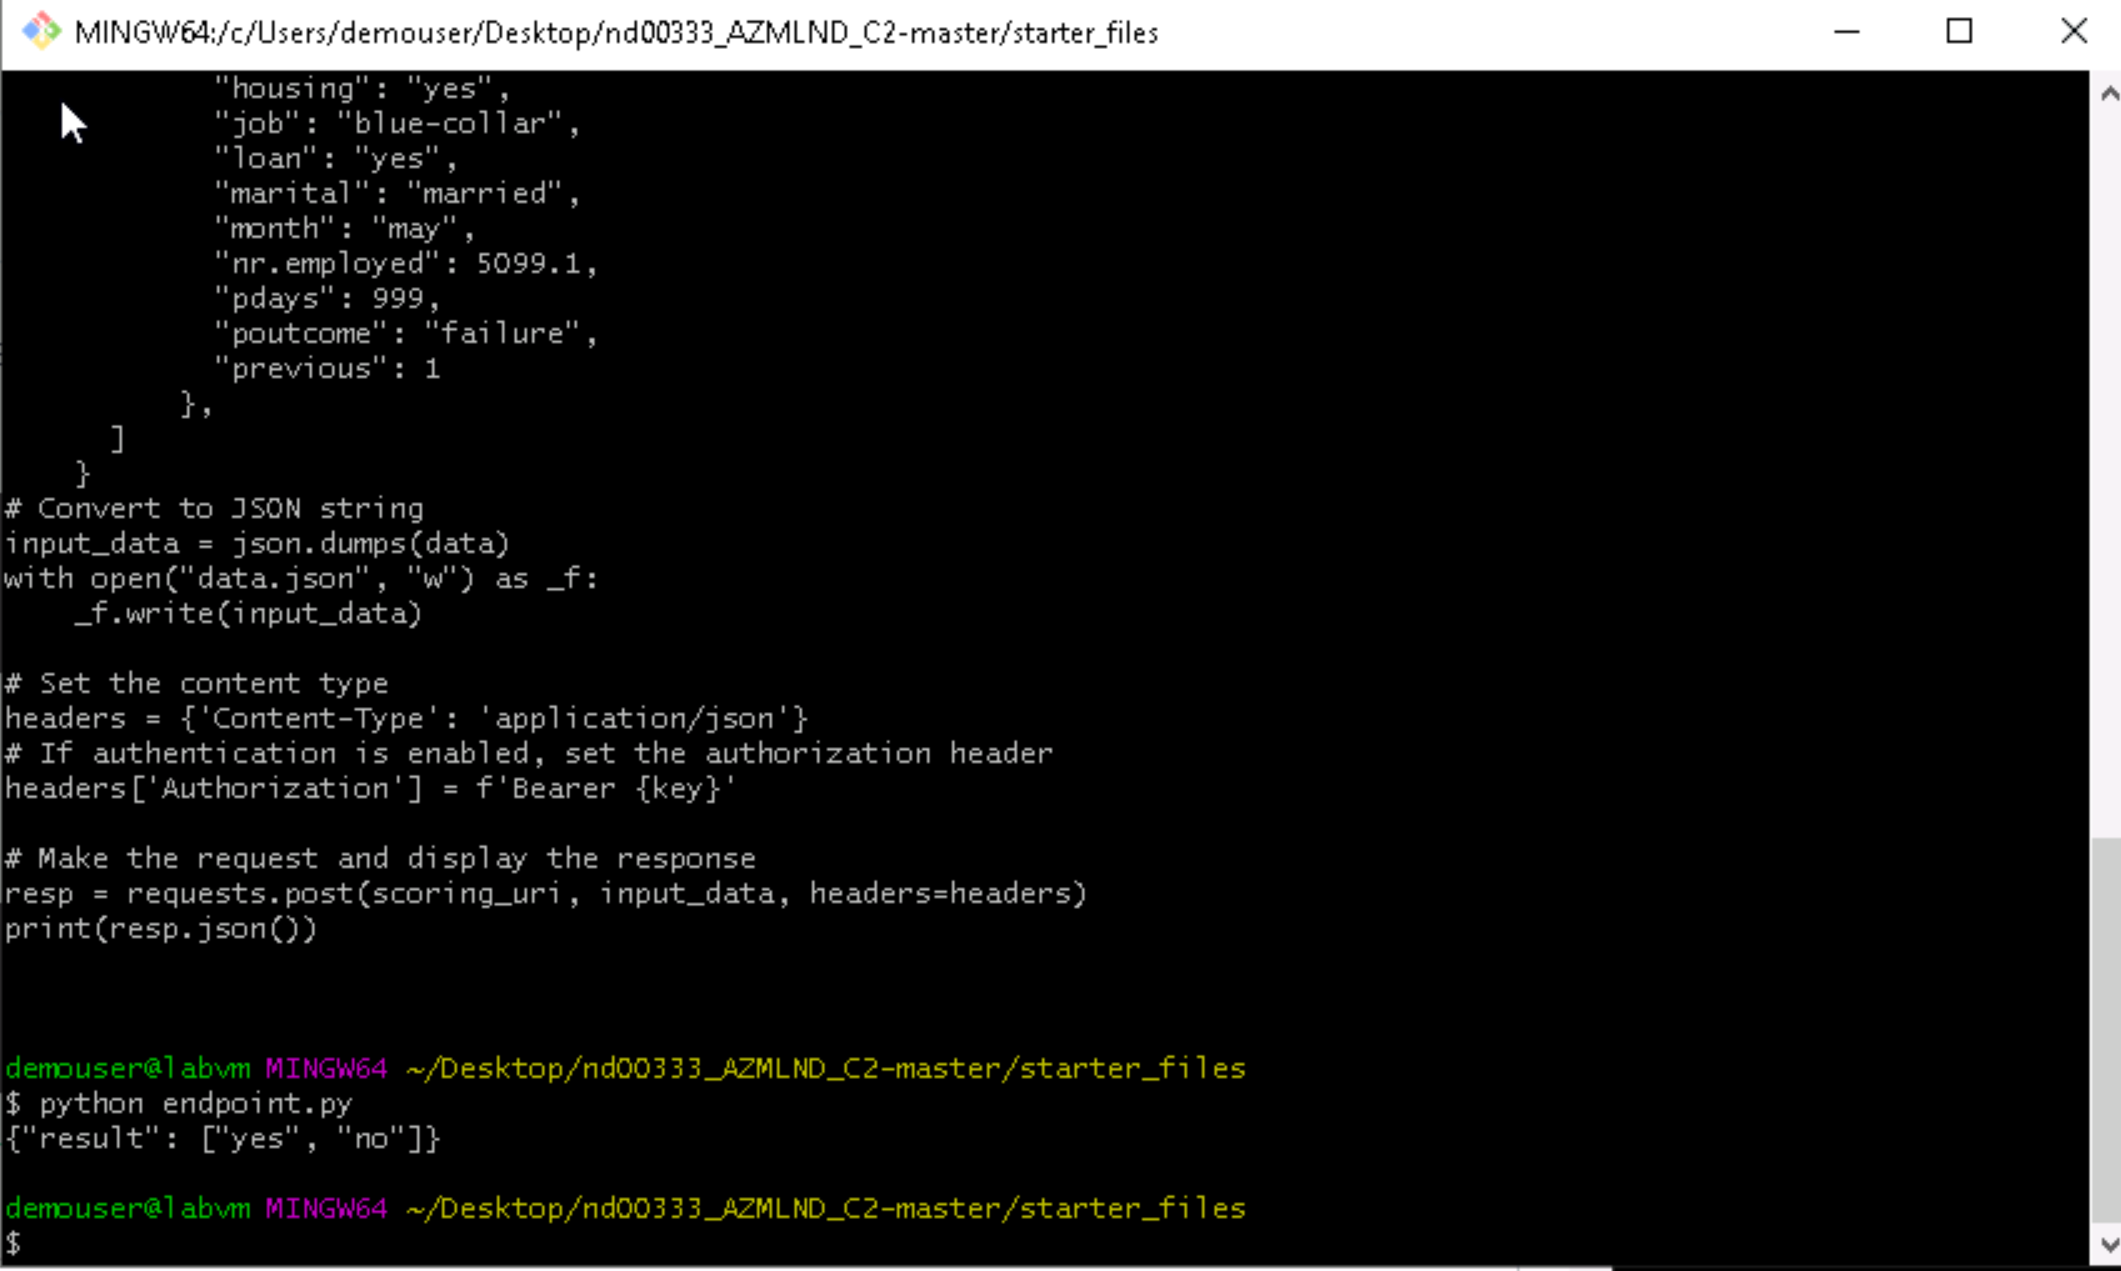 MINGW64:/c/Users/demouser/Desktop/nd00333_AZMLND_C2-master/starter_files
"housing": "yes",
"job": "blue-collar",
"loan": "yes",
"marital": "married",
"month": "may",
"nr.employed": 5099.1,
"pdays": 999,
"poutcome": "failure",
"previous": 1
},
]
}
# Convert to JSON string
input_data = json.dumps(data)
with open("data.json", "w") as _f:
_f.write(input_data)
# Set the content type
headers = {'Content-Type': 'application/json'}
# If authentication is enabled, set the authorization header
headers['Authorization'] = f'Bearer {key}'
# Make the request and display the response
resp = requests.post(scoring_uri, input_data, headers=headers)
print(resp.json())
demouser@labvm MINGW64 ~/Desktop/nd00333_AZMLND_C2-master/starter_files
$ python endpoint.py
{"result": ["yes", "no"]}
demouser@labvm MINGW64 ~/Desktop/nd00333_AZMLND_C2-master/starter_files
$